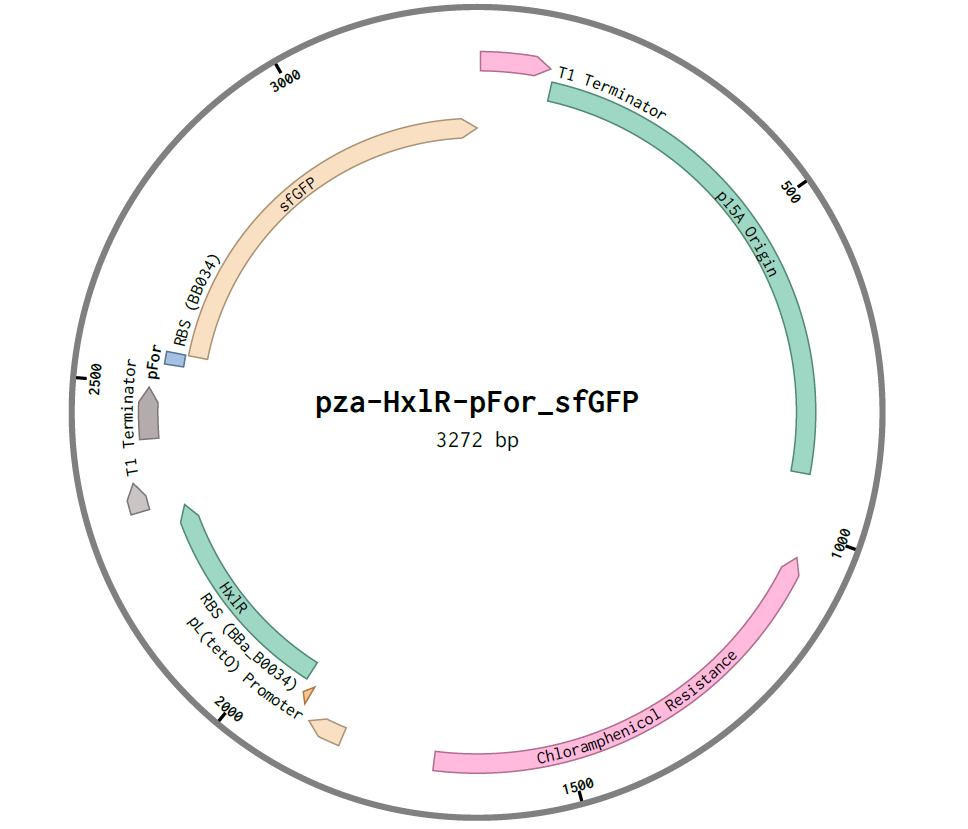 3000
T1 Terminator
500
p15A Origin
sfGFP
RBS (BB034)
pFor
2500
T1 Terminator
pza-HxlR-pFor_sfGFP
3272 bp
1000
HxlR
RBS (BBa_B0034)
pL(tetO) Promoter
2000
Chloramphenicol Resistance
1500